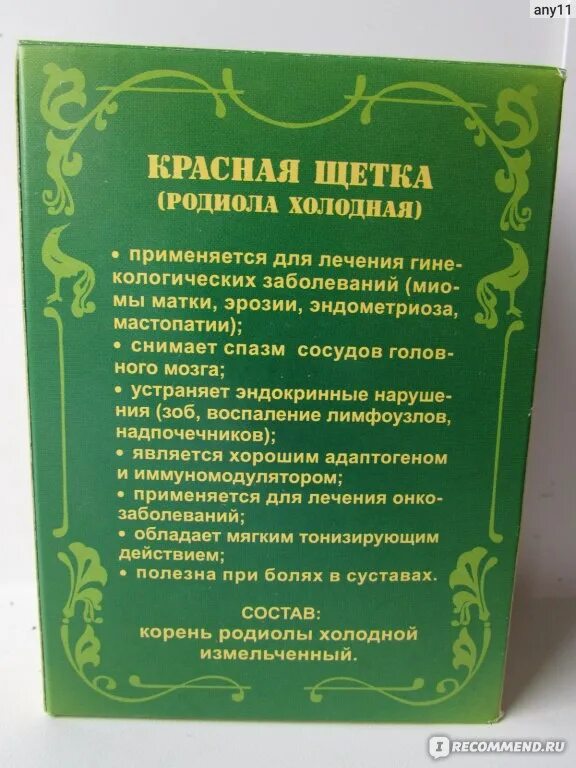 any11
КРАСНАЯ ЩЕТКА
(РОДИОЛА ХОЛОДНАЯ)
• применяется для лечения гине-
кологических заболеваний (мио-
мы матки, эрозии, эндометриоза,
мастопатии);
• снимает спазм сосудов голов-
ного мозга;
• устраняет эндокринные наруше-
ния (зоб, воспаление лимфоузлов,
надпочечников);
• является хорошим адаптогеном
и иммуномодулятором;
• применяется для лечения онко-
заболеваний;
• обладает мягким тонизирующим
действием;
• полезна при болях в суставах.
СОСТАВ:
корень родиолы холодной
измельченный.
IRECOMMEND.RU